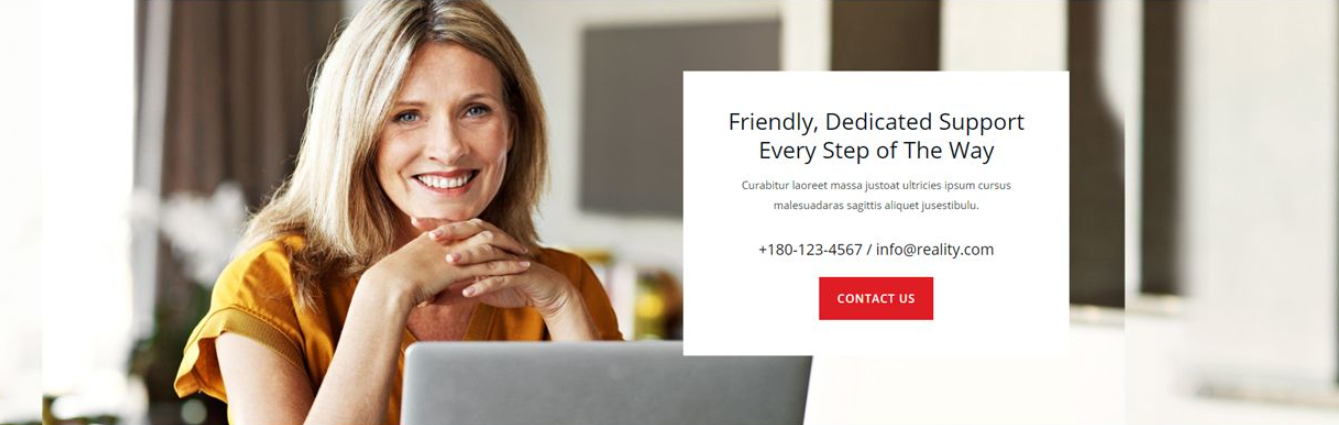 Friendly, Dedicated Support
Every Step of The Way
Curabitur laoreet massa justoat ultricies ipsum cursus
malesuadaras sagittis aliquet jusestibulu.
+180-123-4567 / info@reality.com
CONTACT US